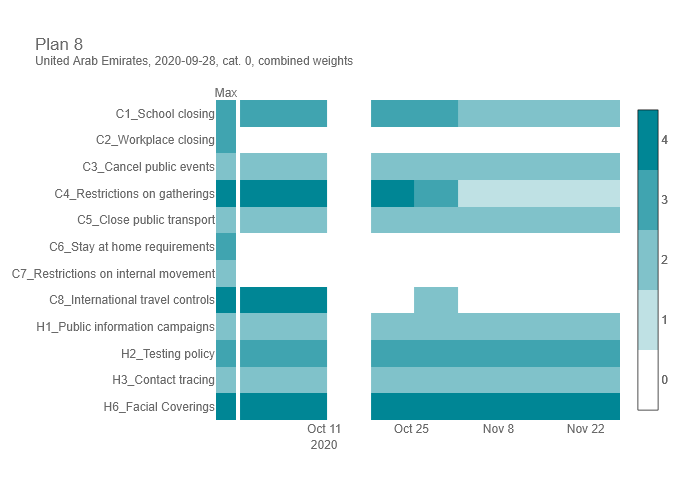 Plan 8
United Arab Emirates, 2020-09-28, cat. 0, combined weights
Max
C1_School closing
C2_Workplace closing
C3_Cancel public events
C4_Restrictions on gatherings
C5_Close public transport
C6_Stay at home requirements
C7_Restrictions on internal movement
C8_International travel controls
H1_Public information campaigns
H2_Testing policy
H3_Contact tracing
H6_Facial Coverings
Oct 11
2020
Oct 25
Nov 8
Nov 22
4
3
2
1
0